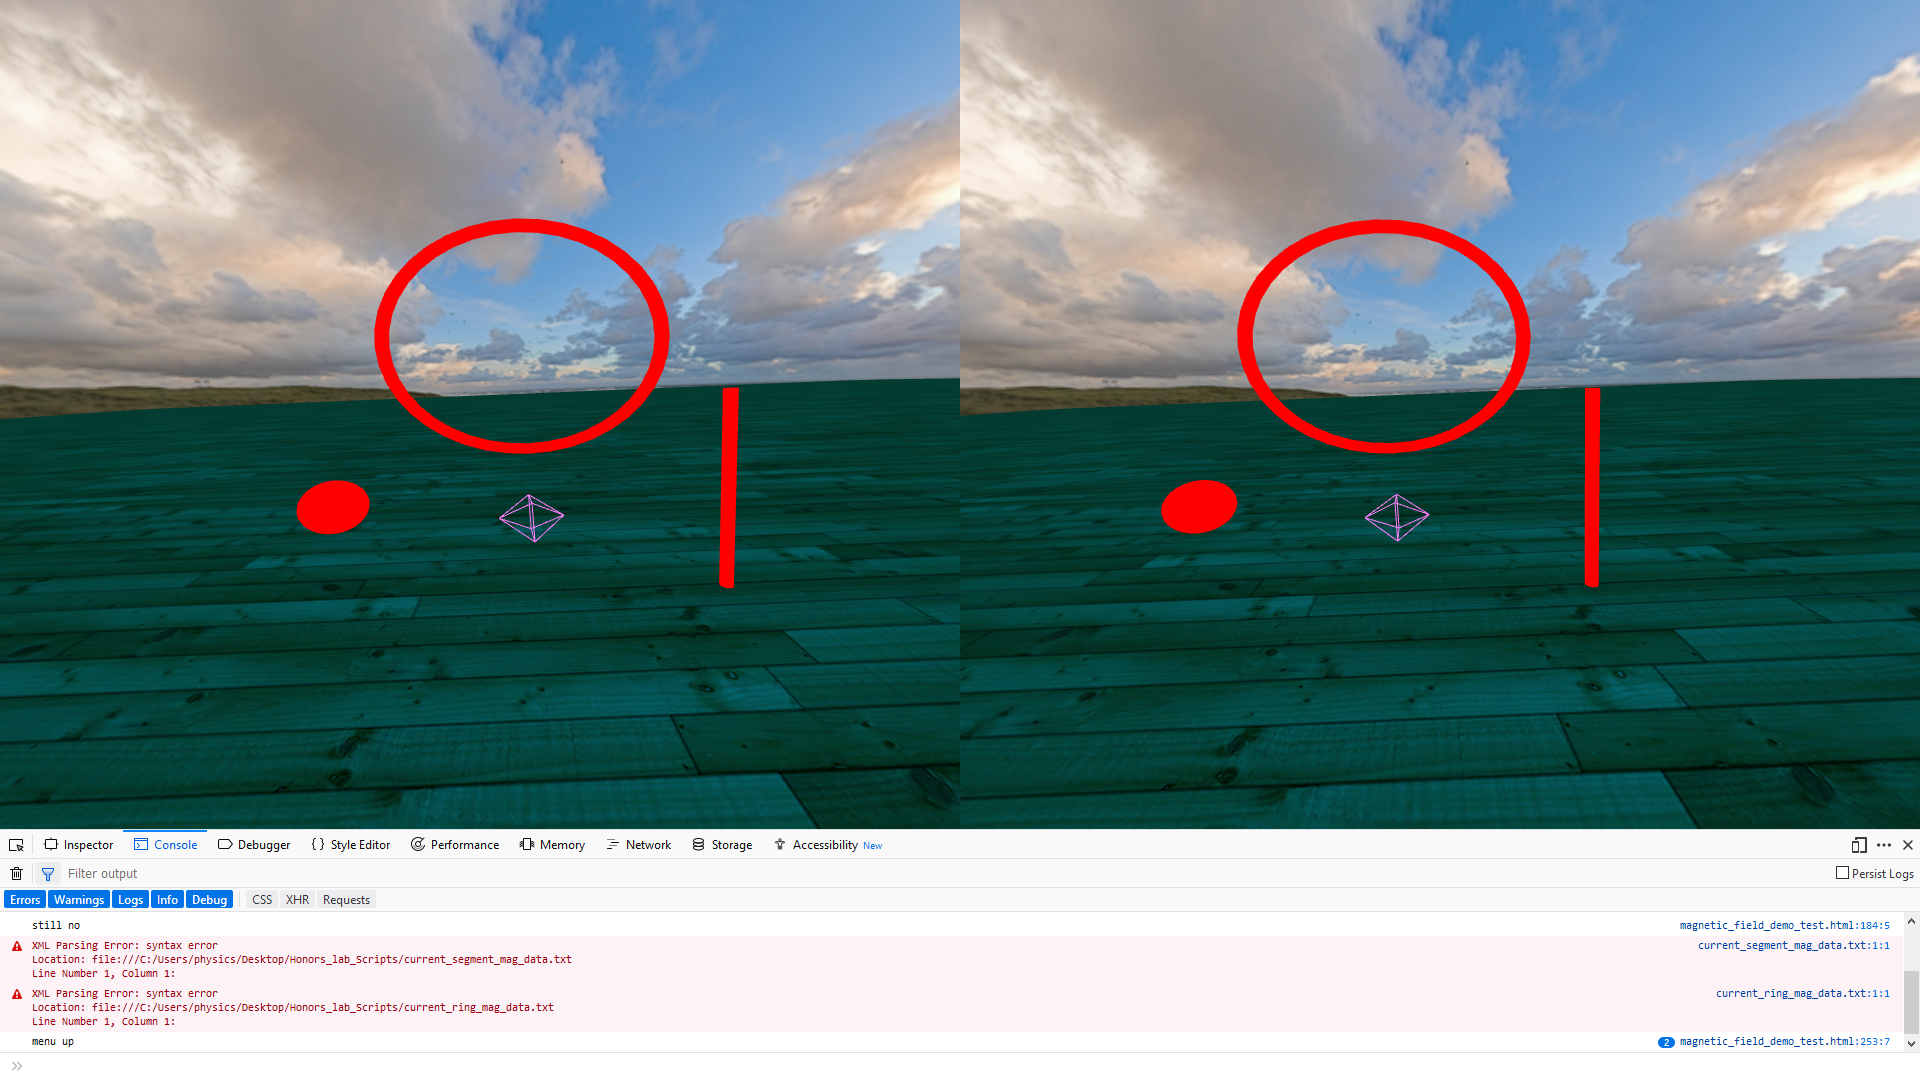 Inspector Console Debugger Style Editor Performance Memory Network Storage Accessibility New
Filter output Persist Logs
Errors Warnings Logs Info Debug CSS XHR Requests
still no magnetic_field_demo_test.html:184:5
XML Parsing Error: syntax error current_segment_mag_data.txt:1:1
Location: file:///C:/Users/physics/Desktop/Honors_lab_Scripts/current_segment_mag_data.txt
Line Number 1, Column 1:
XML Parsing Error: syntax error current_ring_mag_data.txt:1:1
Location: file:///C:/Users/physics/Desktop/Honors_lab_Scripts/current_ring_mag_data.txt
Line Number 1, Column 1:
menu up 2 magnetic_field_demo_test.html:253:7